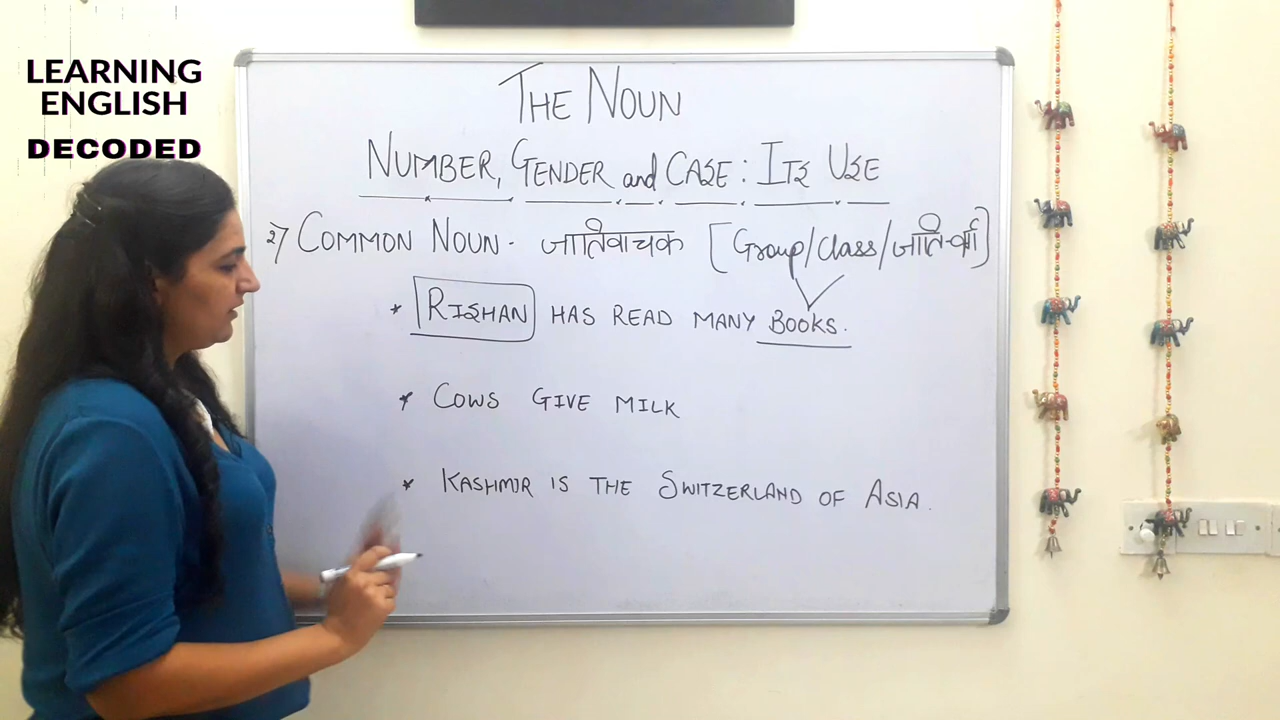 LEARNING
ENGLISH
DECODED
THE NOUN
NUMBER, GENDER and CASE : ITS USE
2) COMMON NOUN. जातिवाचक [Group/Class/जाति-वर्ग]
* RISHAN HAS READ MANY BOOKS.
* COWS GIVE MILK
* KASHMIR IS THE SWITZERLAND OF ASIA.